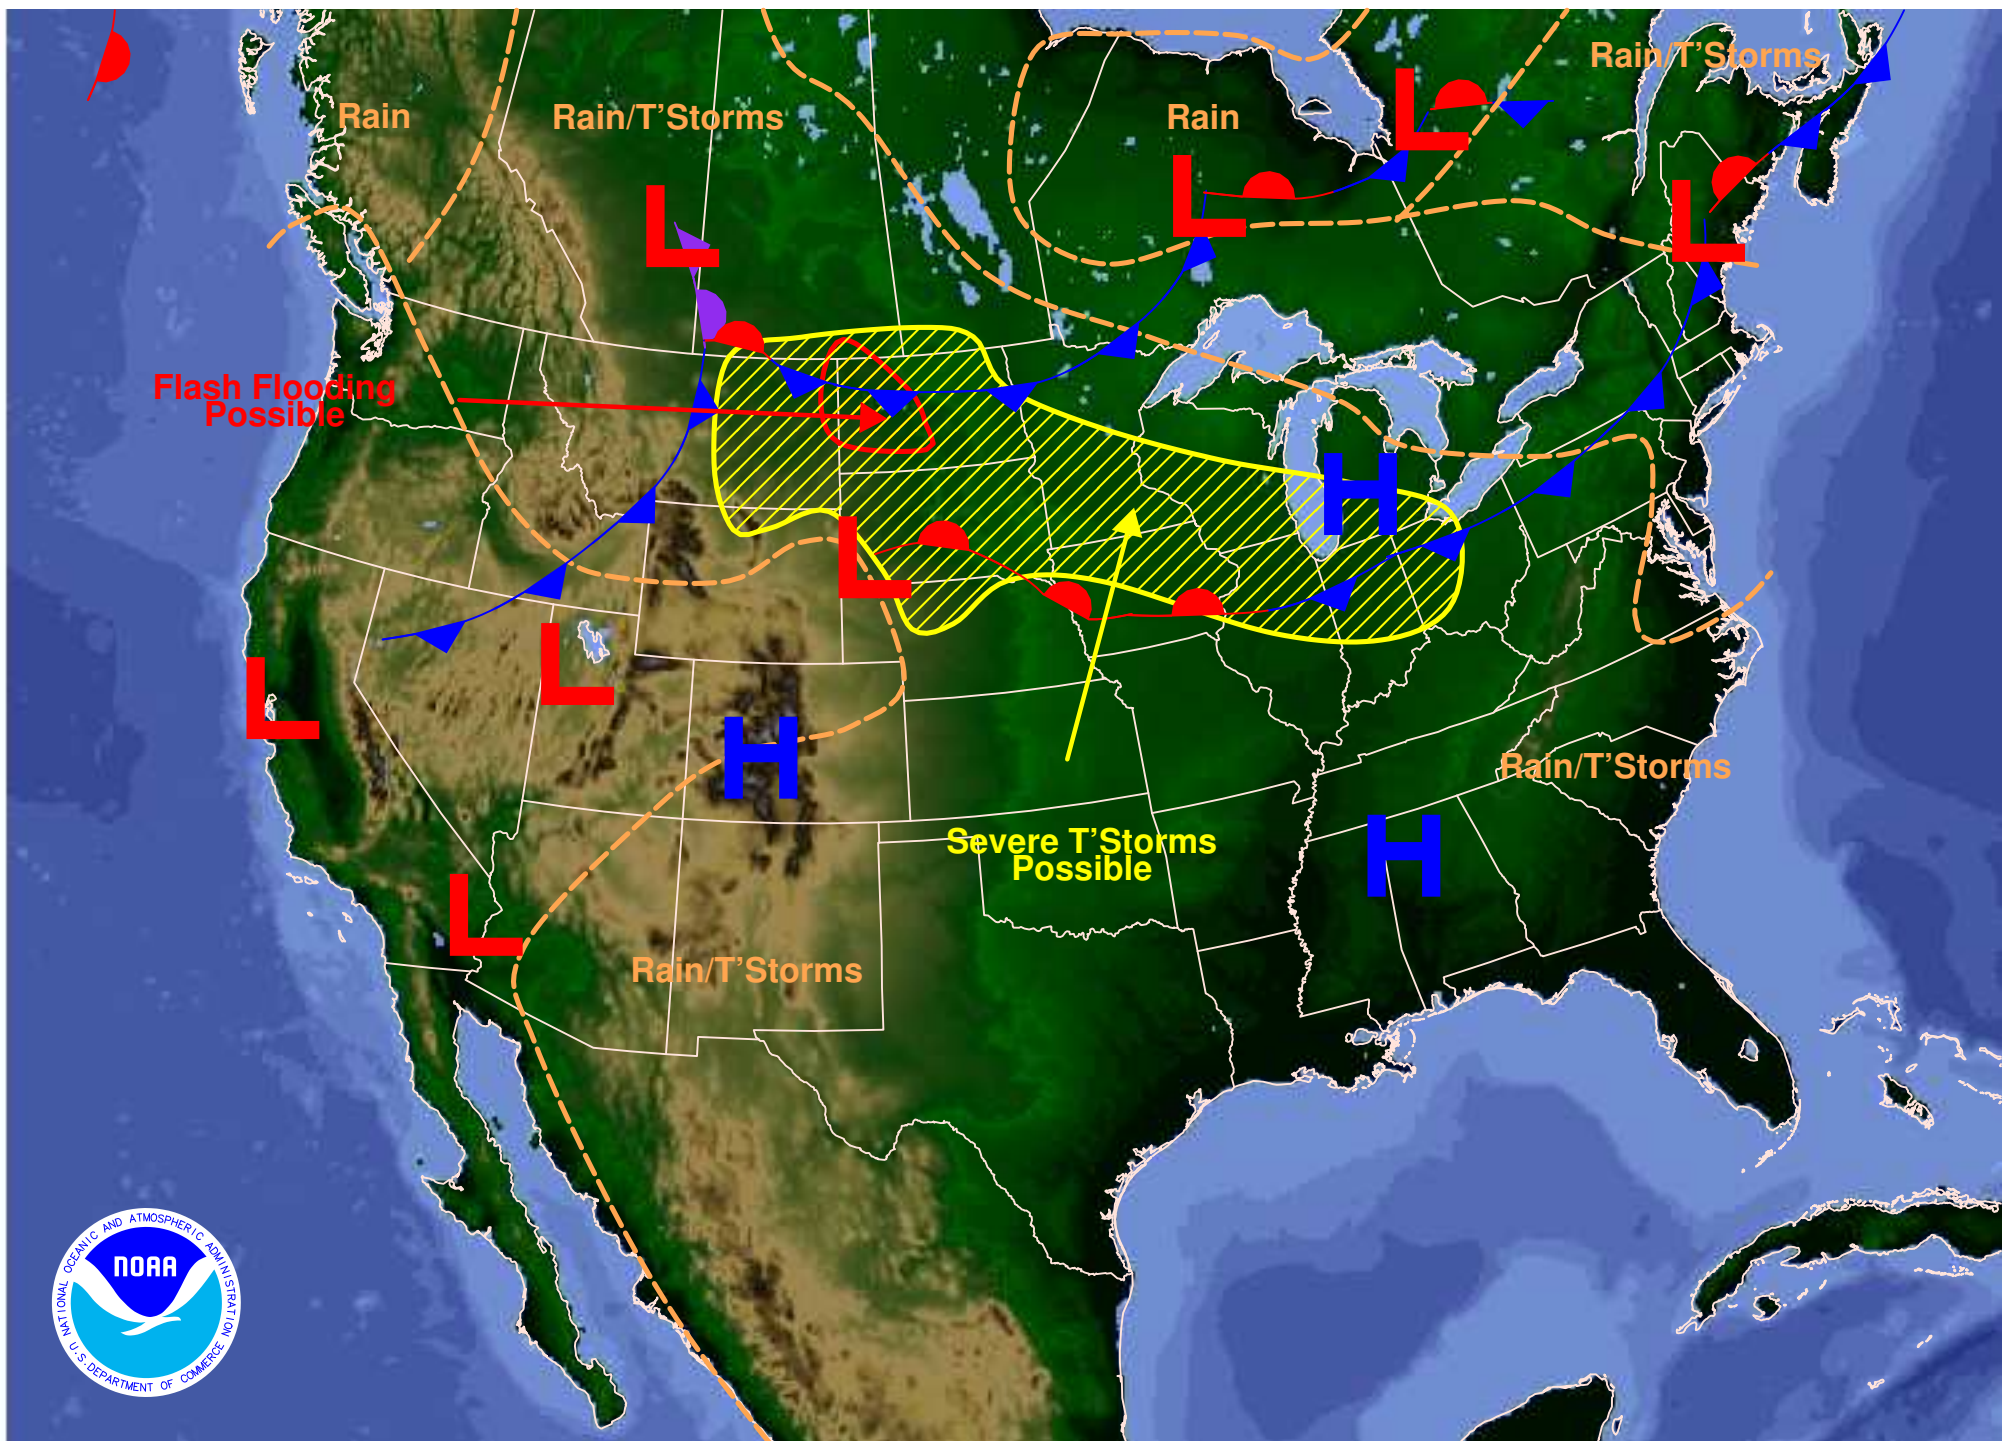 Rain/T'Storms
Rain
Rain/T'Storms
Rain
L
L
L
L
Flash Flooding
Possible
H
L
L
L
H
Rain/T'Storms
Severe T'Storms
Possible
H
L
Rain/T'Storms
NATIONAL OCEANIC AND ATMOSPHERIC ADMINISTRATION
NOAA
U.S. DEPARTMENT OF COMMERCE